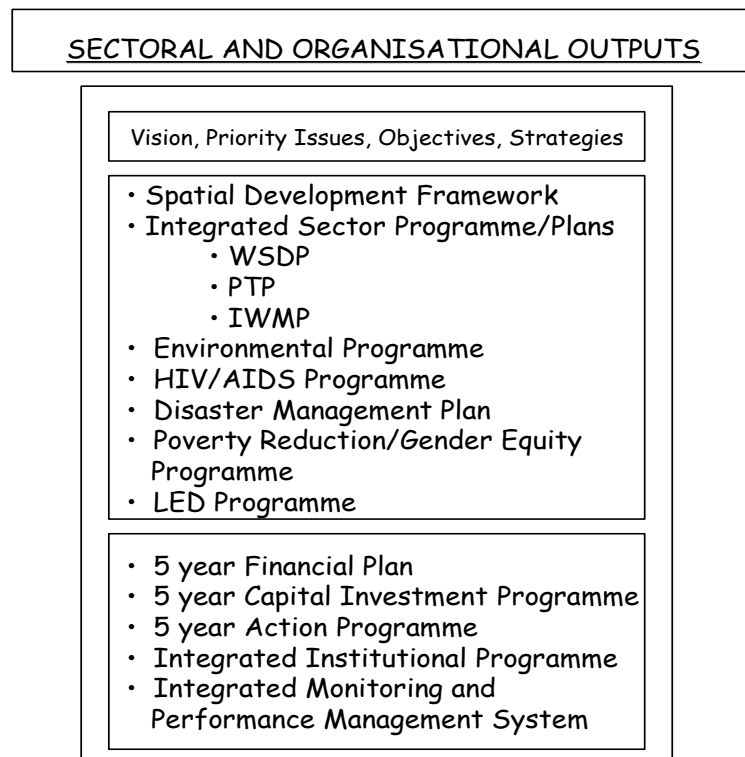 SECTORAL AND ORGANISATIONAL OUTPUTS
Vision, Priority Issues, Objectives, Strategies
• Spatial Development Framework
• Integrated Sector Programme/Plans
• WSDP
• PTP
• IWMP
• Environmental Programme
• HIV/AIDS Programme
• Disaster Management Plan
• Poverty Reduction/Gender Equity
Programme
• LED Programme
• 5 year Financial Plan
• 5 year Capital Investment Programme
• 5 year Action Programme
• Integrated Institutional Programme
• Integrated Monitoring and
Performance Management System